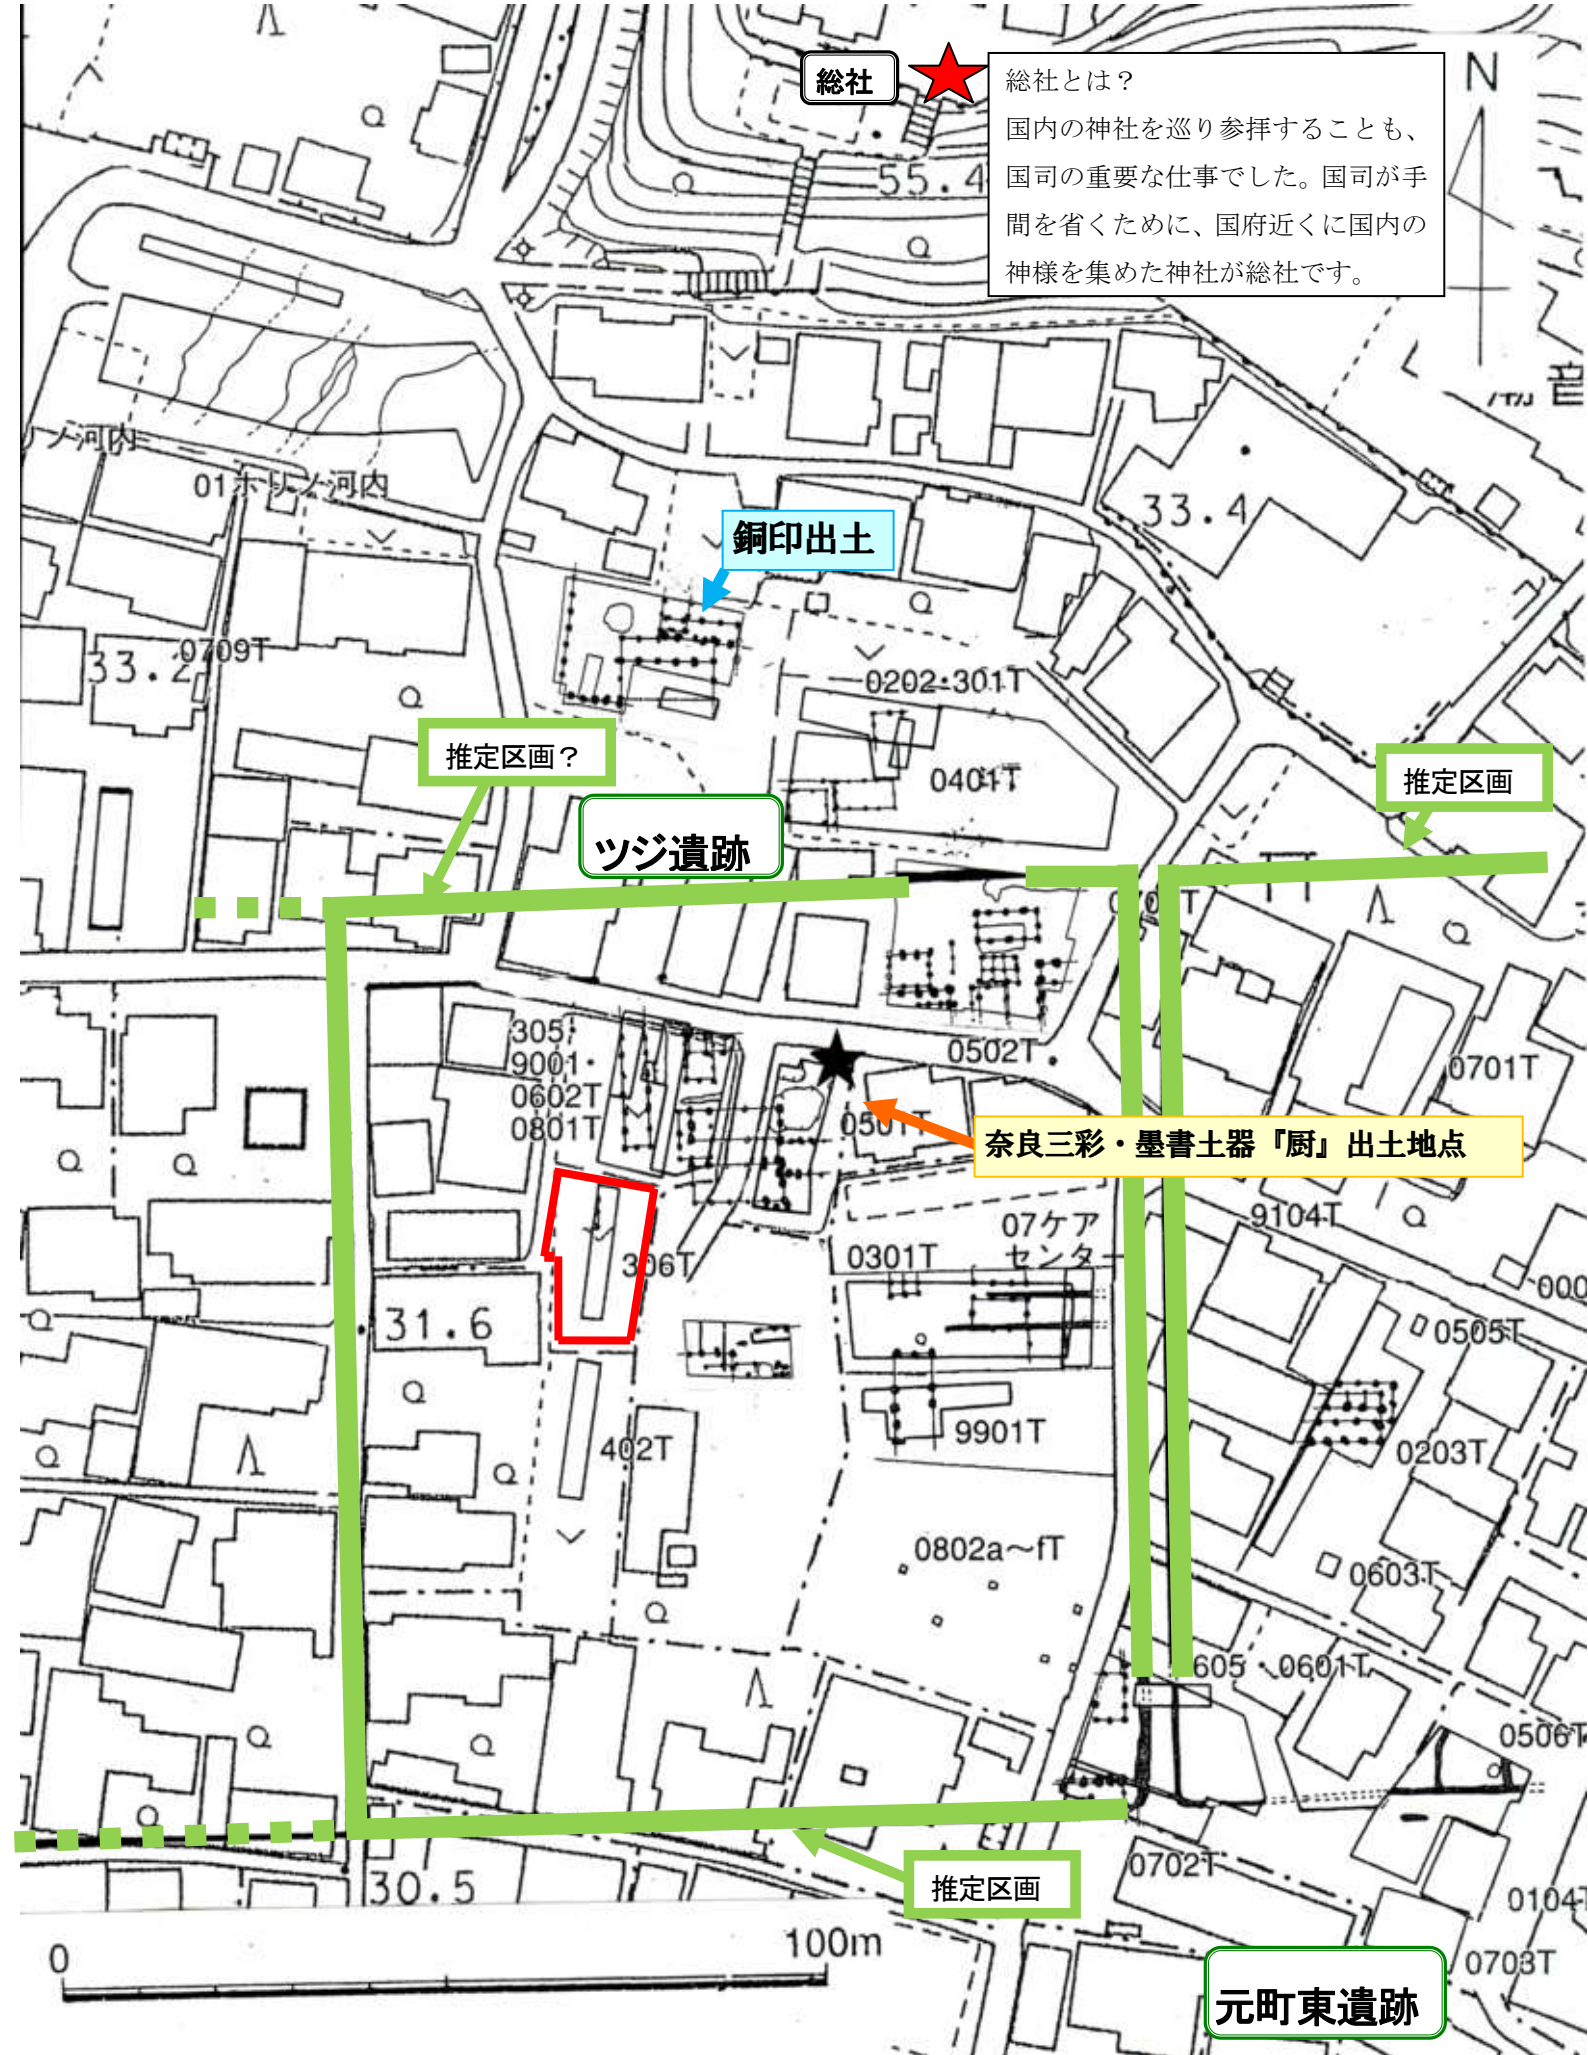 総社
総社とは？
国内の神社を巡り参拝することも、
国司の重要な仕事でした。国司が手
間を省くために、国府近くに国内の
神様を集めた神社が総社です。
N
55.4
音
ノ河内
01ホリノ河内
33.4
銅印出土
33.2
0709T
0202・301T
推定区画？
0401T
推定区画
ツジ遺跡
305・
9001・
0602T
0801T
0502T
0701T
0501T
奈良三彩・墨書土器『厨』出土地点
9104T
07ケア
センター
0301T
306T
000
31.6
0505T
402T
9901T
0203T
0802a〜fT
0603T
605・0601T
0506T
30.5
推定区画
0702T
0104T
0703T
0
100m
元町東遺跡